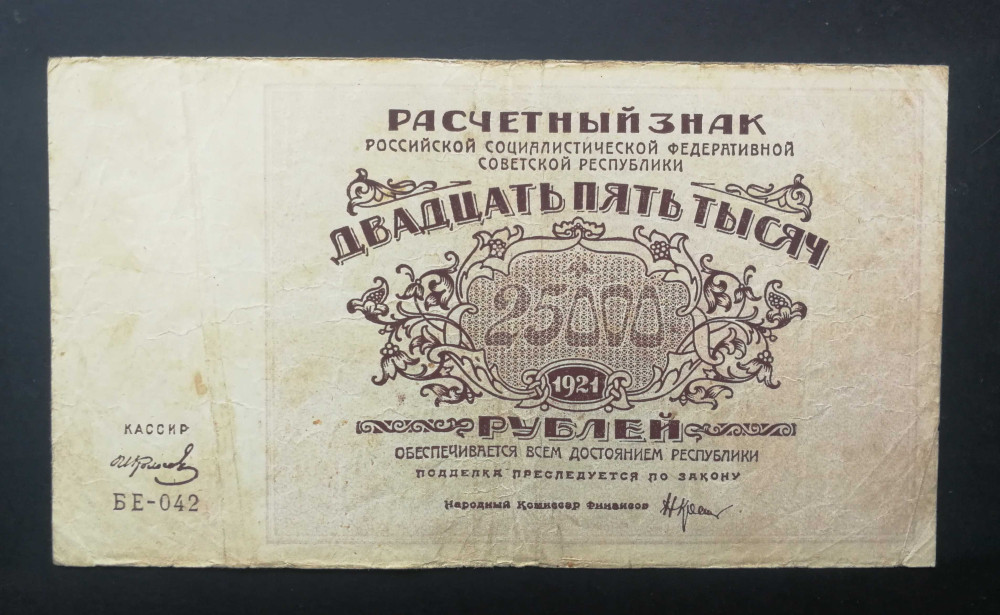 РАСЧЕТНЫЙ ЗНАК
РОССИЙСКОЙ СОЦИАЛИСТИЧЕСКОЙ ФЕДЕРАТИВНОЙ
СОВЕТСКОЙ РЕСПУБЛИКИ
ДВАДЦАТЬ ПЯТЬ ТЫСЯЧ
25000
1921
РУБЛЕЙ
ОБЕСПЕЧИВАЕТСЯ ВСЕМ ДОСТОЯНИЕМ РЕСПУБЛИКИ
ПОДДЕЛКА ПРЕСЛЕДУЕТСЯ ПО ЗАКОНУ
Народный Комиссар Финансов
КАССИР
БЕ-042